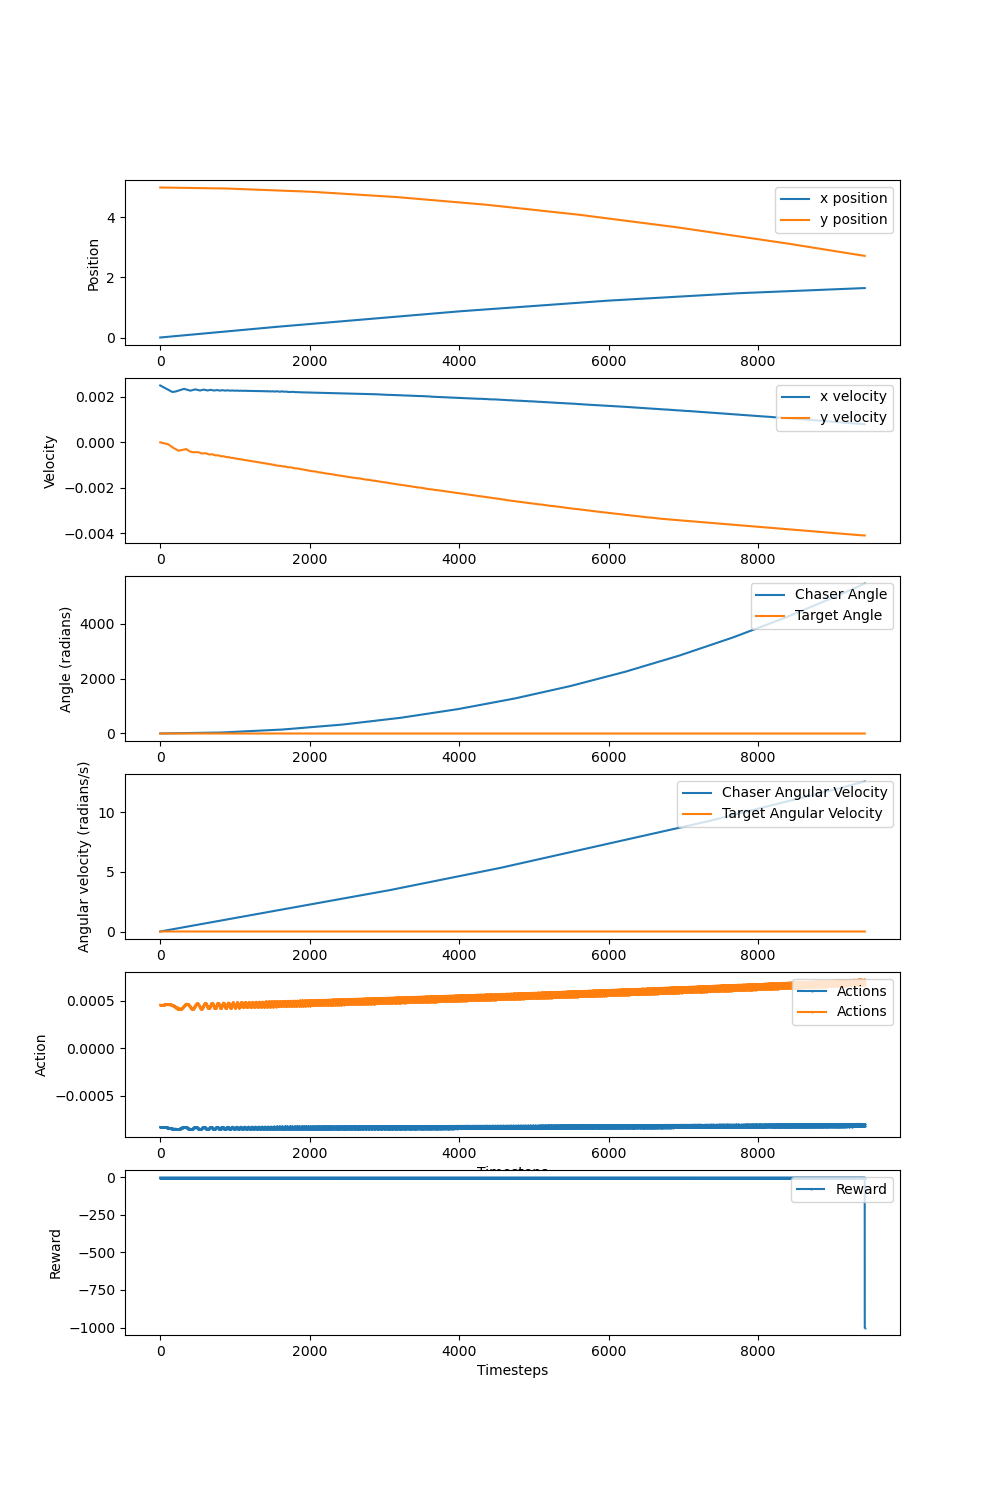 Position
4
2
0
x position
y position
0 2000 4000 6000 8000
Velocity
0.002
0.000
−0.002
−0.004
x velocity
y velocity
0 2000 4000 6000 8000
Angle (radians)
4000
2000
0
Chaser Angle
Target Angle
0 2000 4000 6000 8000
Angular velocity (radians/s)
10
5
0
Chaser Angular Velocity
Target Angular Velocity
0 2000 4000 6000 8000
Action
0.0005
0.0000
−0.0005
Actions
Actions
0 2000 4000 6000 8000
Timesteps
Reward
0
−250
−500
−750
−1000
Reward
0 2000 4000 6000 8000
Timesteps